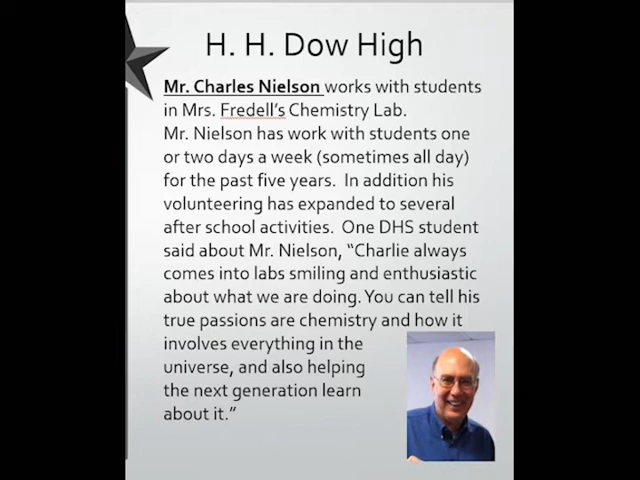 H. H. Dow High
Mr. Charles Nielson works with students
in Mrs. Fredell's Chemistry Lab.
Mr. Nielson has work with students one
or two days a week (sometimes all day)
for the past five years.  In addition his
volunteering has expanded to several
after school activities.  One DHS student
said about Mr. Nielson, “Charlie always
comes into labs smiling and enthusiastic
about what we are doing. You can tell his
true passions are chemistry and how it
involves everything in the
universe, and also helping
the next generation learn
about it.”